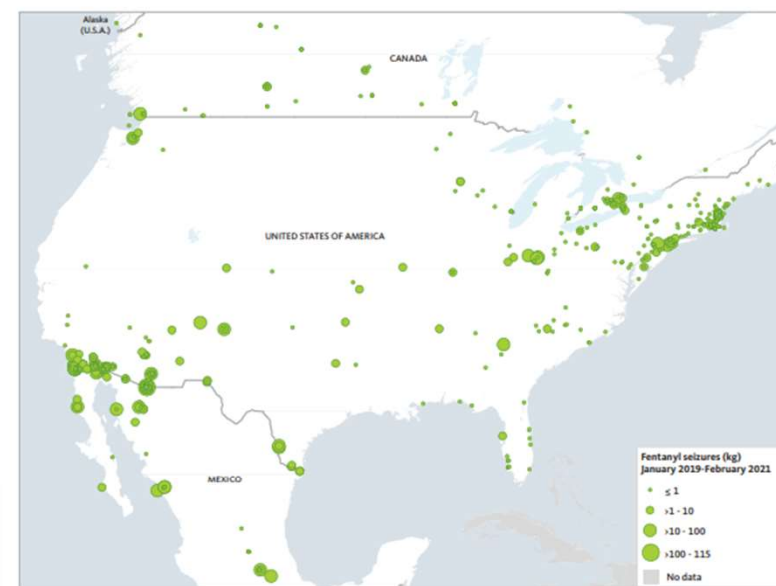 Alaska
(U.S.A.)
CANADA
UNITED STATES OF AMERICA
MEXICO
Fentanyl seizures (kg)
January 2019-February 2021
≤ 1
>1 - 10
>10 - 100
>100 - 115
No data